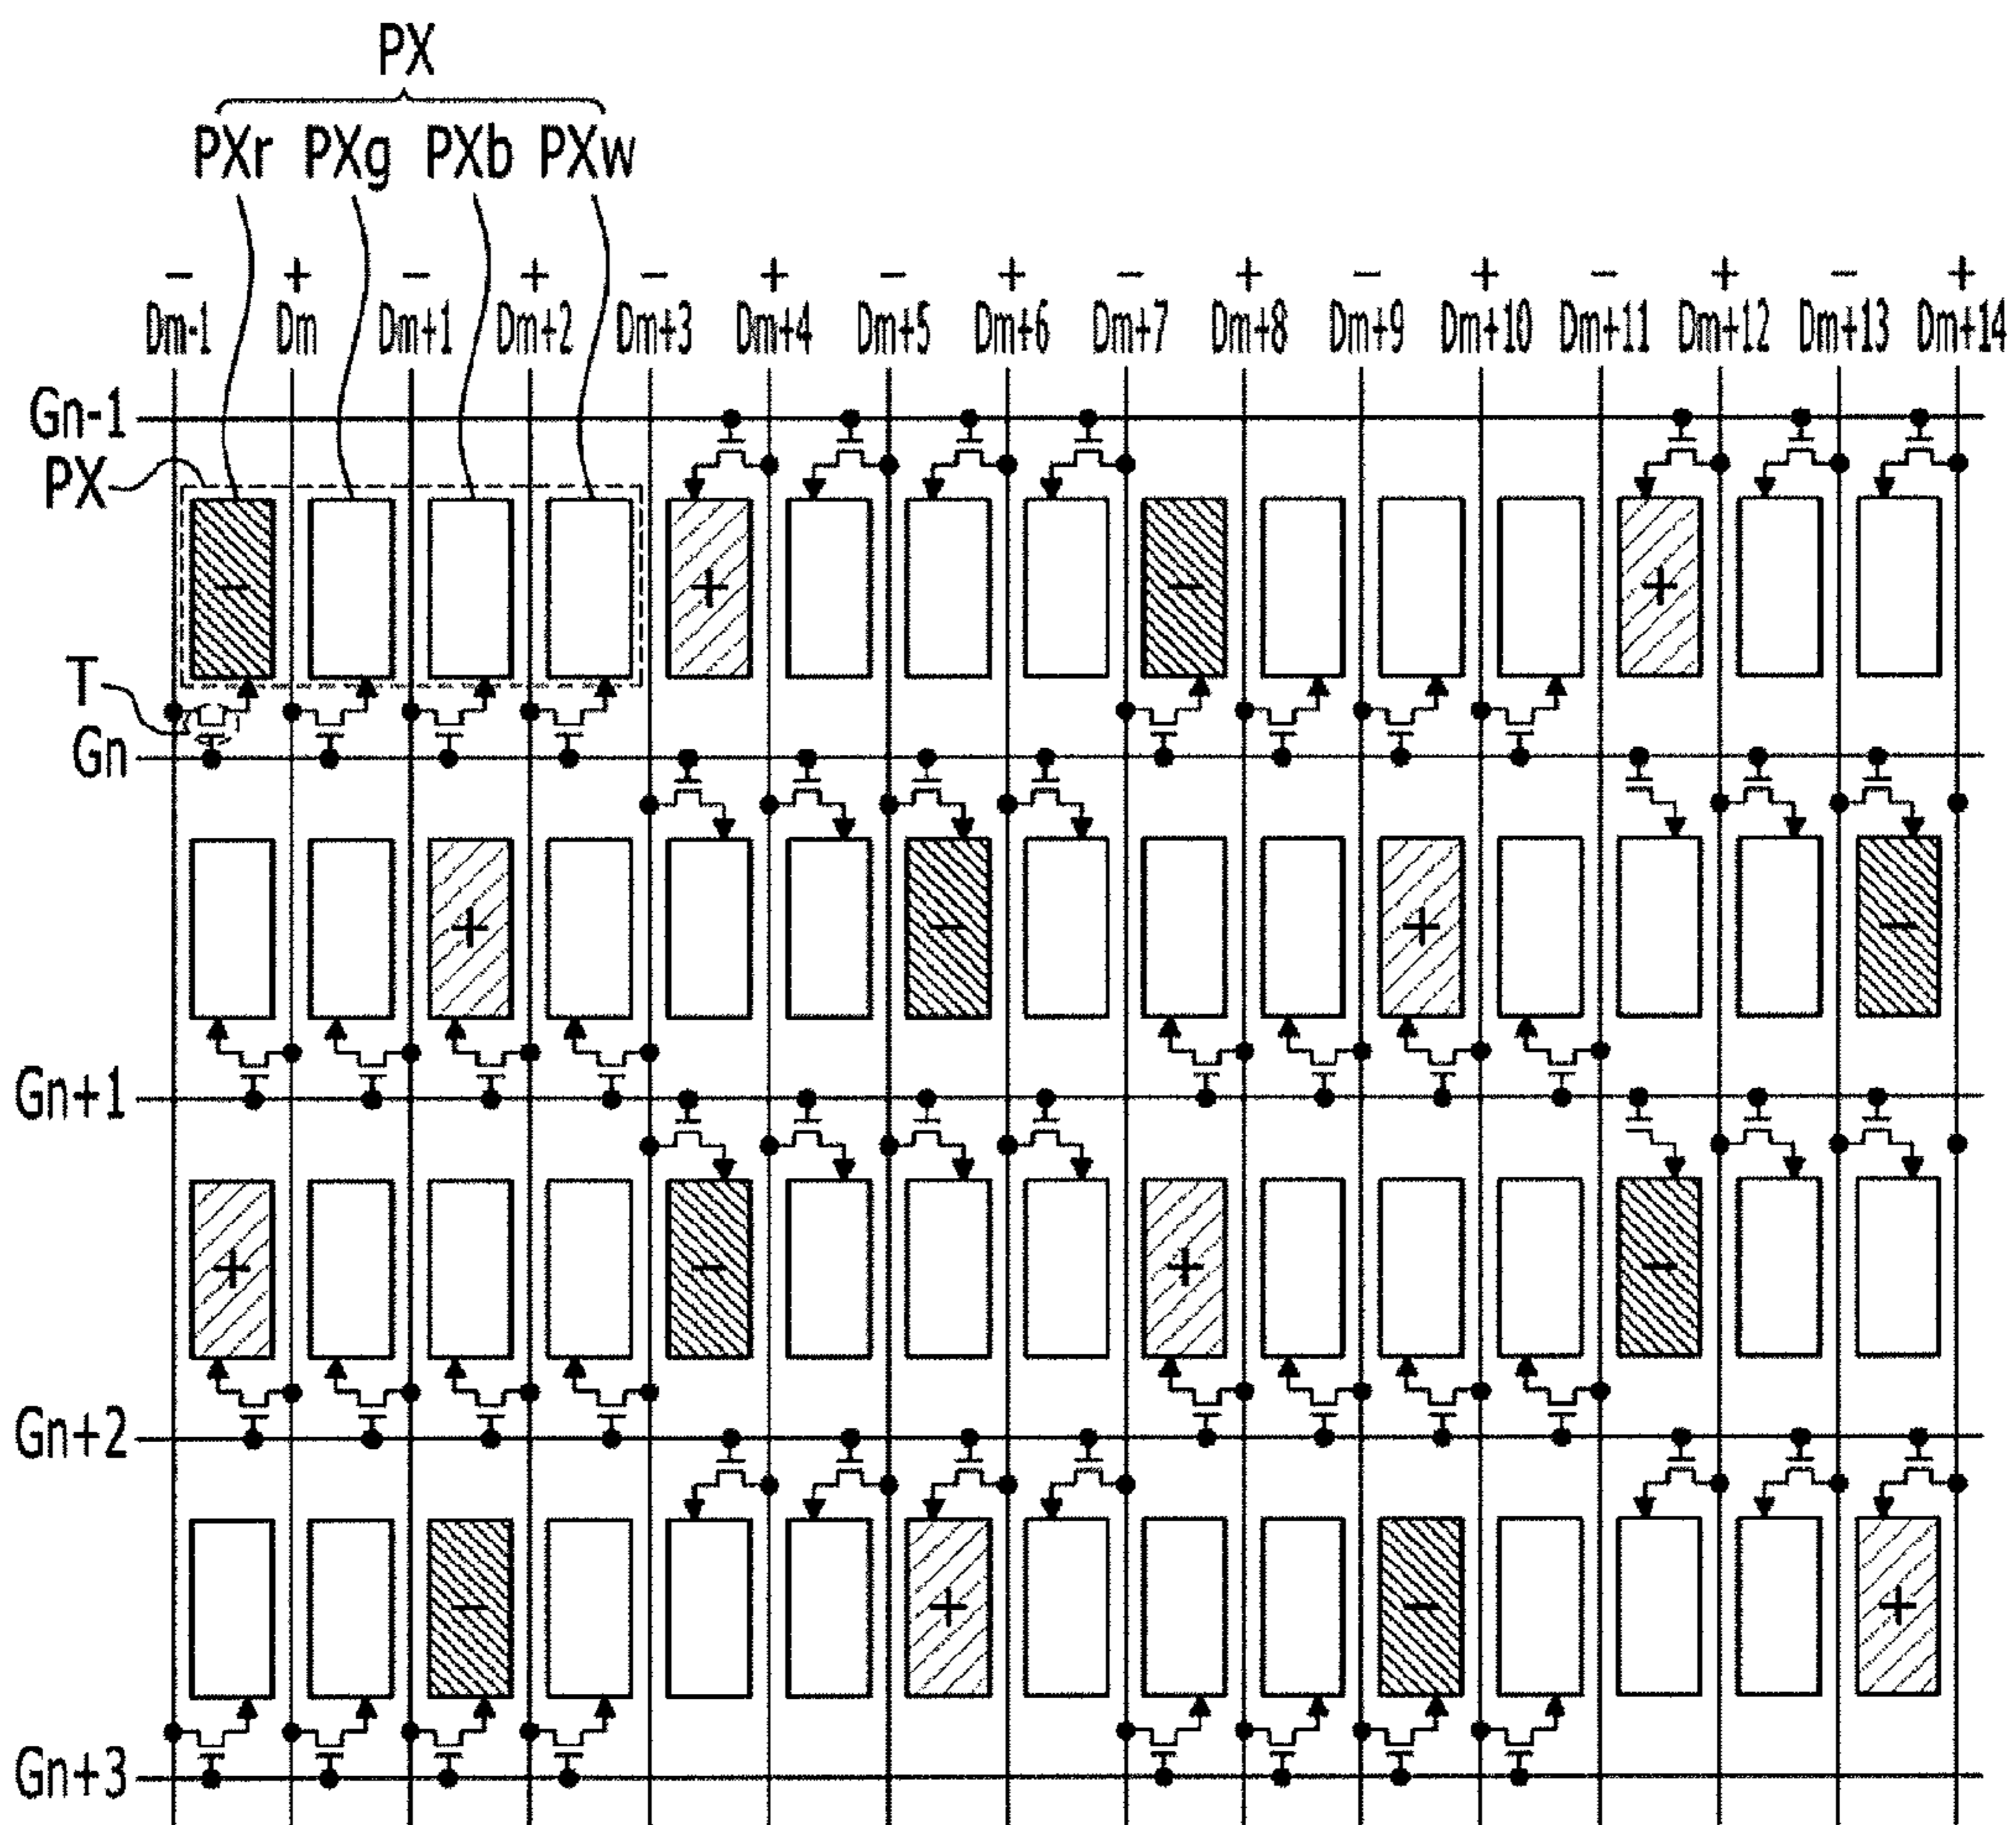 PX
PXr PXg PXb PXw
− + − + − + − + − + − + − + − +
Dm-1 Dm Dm+1 Dm+2 Dm+3 Dm+4 Dm+5 Dm+6 Dm+7 Dm+8 Dm+9 Dm+10 Dm+11 Dm+12 Dm+13 Dm+14
Gn-1
PX
− + − +
T
Gn
+ − + −
Gn+1
+ − + −
Gn+2
− + − +
Gn+3